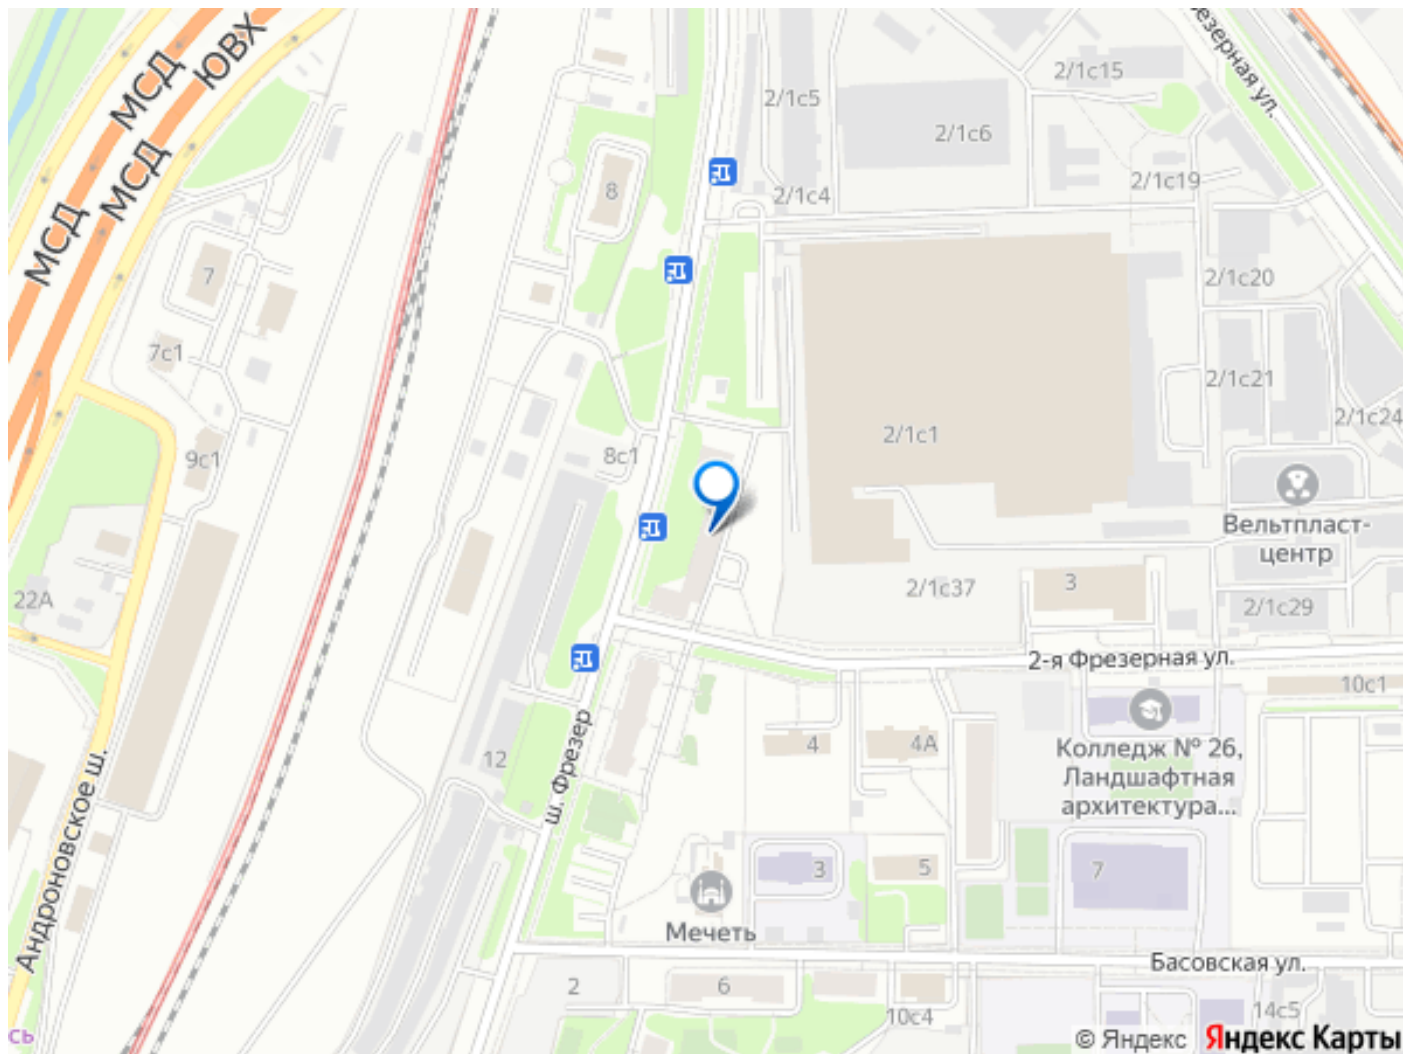 МСД
ЮВХ
МСД
МСД
МСД
езерная ул.
2/1с15
2/1с5
2/1с6
2/1с4
2/1с19
8
7
2/1с20
7с1
2/1с21
2/1с24
2/1с1
9с1
8с1
Вельтпласт-
центр
22А
2/1с37
3
2/1с29
2-я Фрезерная ул.
10с1
4
4А
Колледж № 26,
Ландшафтная
архитектура...
12
ш. Фрезер
Андроновское ш.
3
5
7
Мечеть
Басовская ул.
2
6
10с4
14с5
сь
© Яндекс
Яндекс Карты